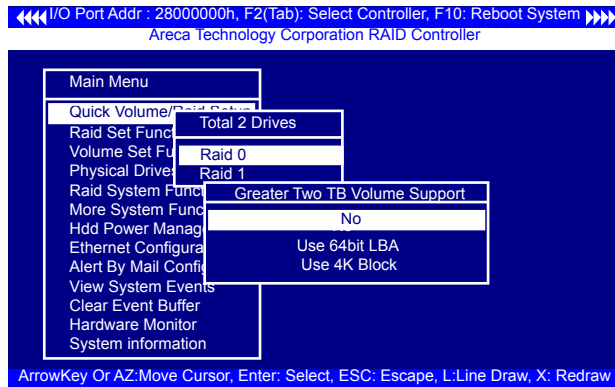 I/O Port Addr : 28000000h, F2(Tab): Select Controller, F10: Reboot System
Areca Technology Corporation RAID Controller
Main Menu
Quick Volume/Raid Setup
Raid Set Funct
Volume Set Fu
Physical Drive
Raid System Funct
More System Func
Hdd Power Manag
Ethernet Configura
Alert By Mail Config
View System Events
Clear Event Buffer
Hardware Monitor
System information
Total 2 Drives
Raid 0
Raid 1
Greater Two TB Volume Support
No
Use 64bit LBA
Use 4K Block
ArrowKey Or AZ:Move Cursor, Enter: Select, ESC: Escape, L:Line Draw, X: Redraw